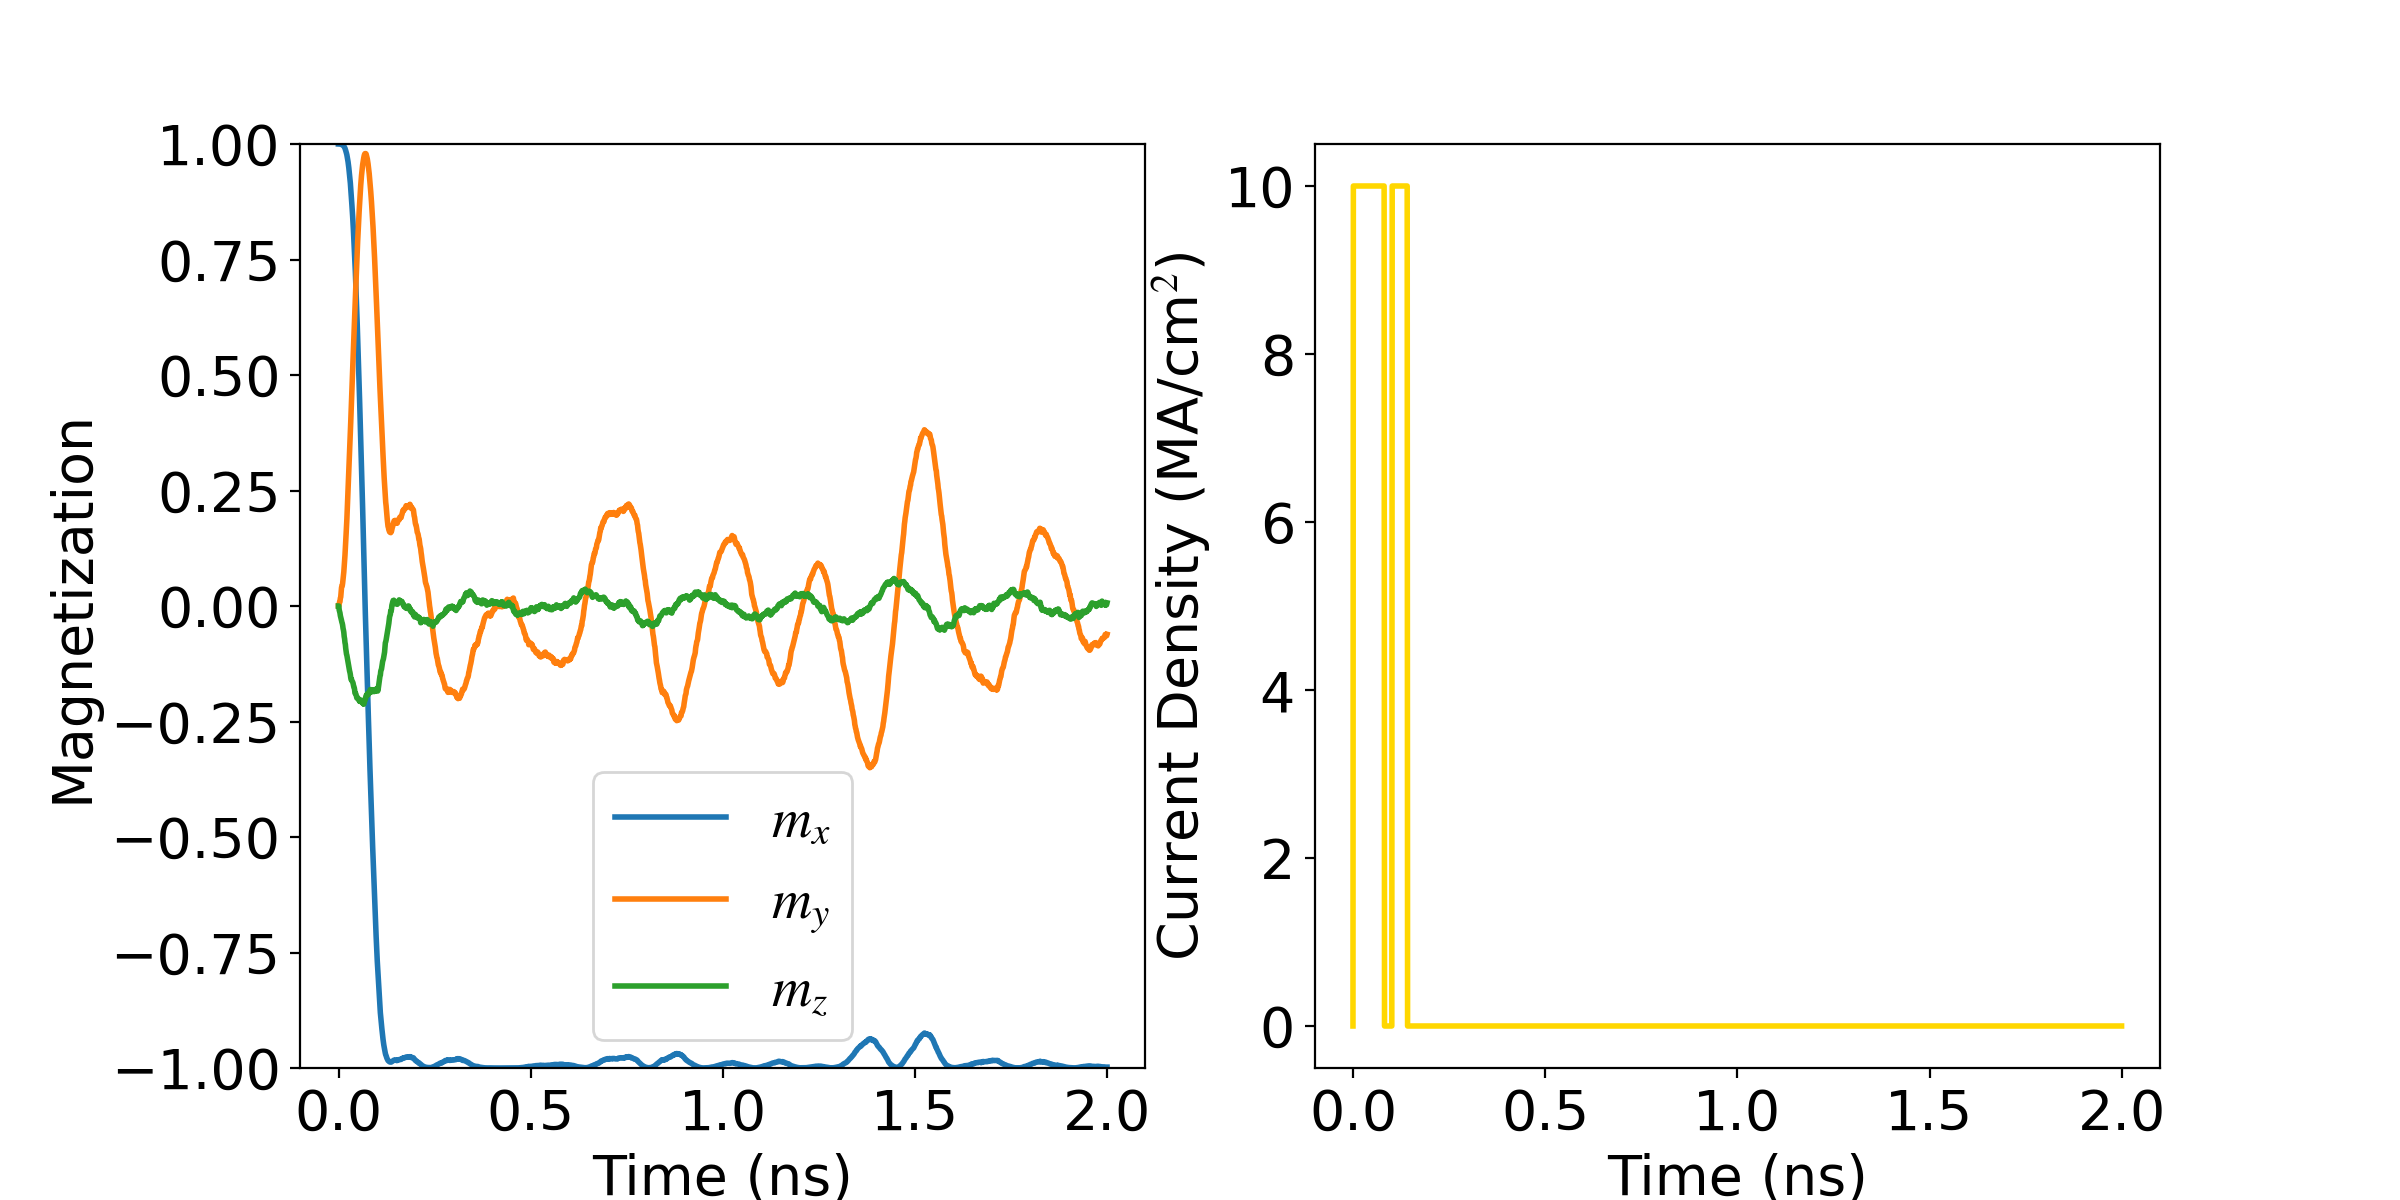 Magnetization
1.00
0.75
0.50
0.25
0.00
−0.25
−0.50
−0.75
−1.00
0.0 0.5 1.0 1.5 2.0
Time (ns)
m_x
m_y
m_z
Current Density (MA/cm²)
10
8
6
4
2
0
0.0 0.5 1.0 1.5 2.0
Time (ns)